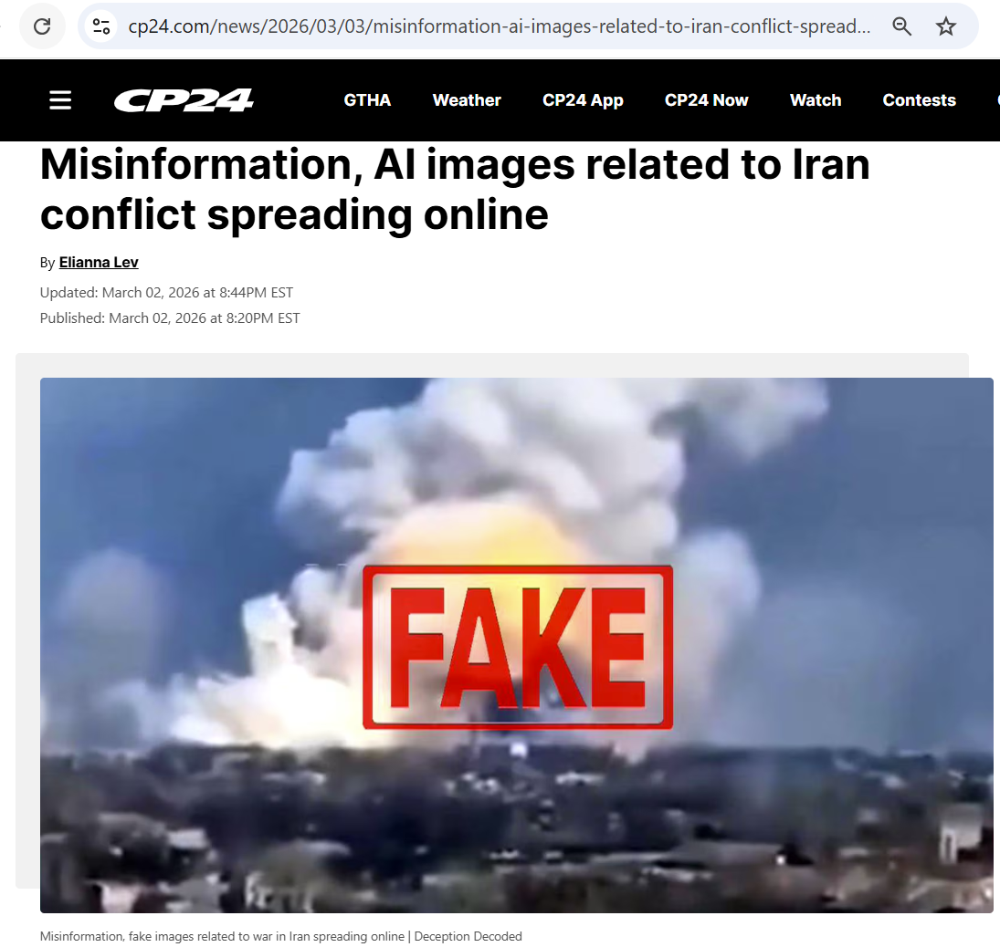 cp24.com/news/2026/03/03/misinformation-ai-images-related-to-iran-conflict-spread...
CP24 GTHA Weather CP24 App CP24 Now Watch Contests
Misinformation, AI images related to Iran
conflict spreading online
By Elianna Lev
Updated: March 02, 2026 at 8:44PM EST
Published: March 02, 2026 at 8:20PM EST
FAKE
Misinformation, fake images related to war in Iran spreading online | Deception Decoded